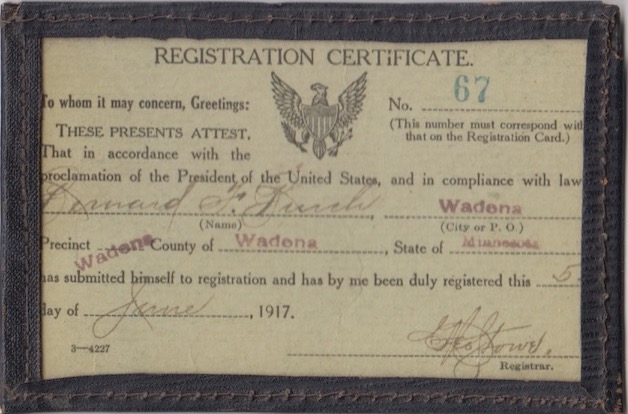 REGISTRATION CERTIFICATE.
To whom it may concern, Greetings:
No. 67
(This number must correspond with
that on the Registration Card.)
THESE PRESENTS ATTEST,
That in accordance with the
proclamation of the President of the United States, and in compliance with law
F. Wadena
(Name) (City or P. O.)
Precinct Wadena County of Wadena, State of Minnesota
has submitted himself to registration and has by me been duly registered this 5
day of June, 1917.
3—4227
Registrar.